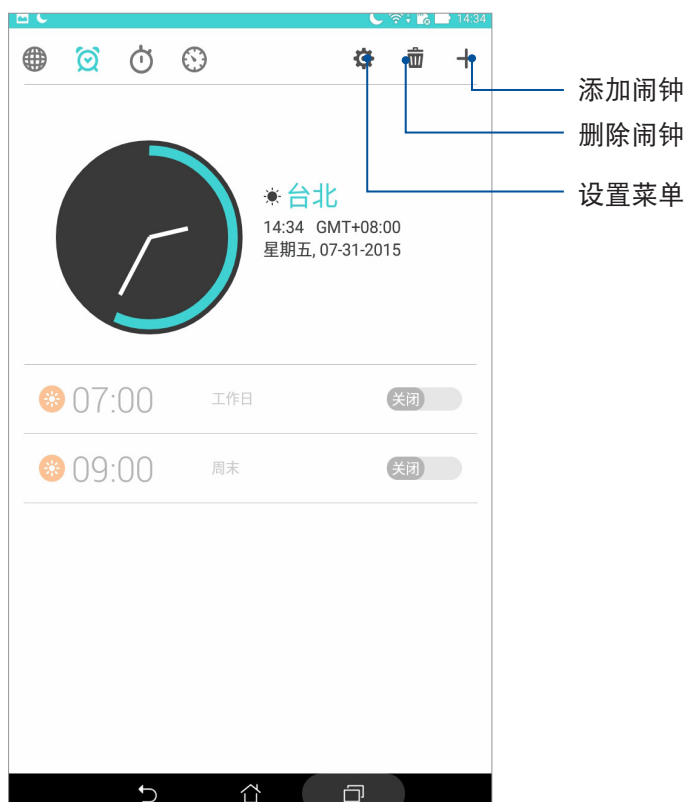 14:34
添加闹钟
删除闹钟
设置菜单
台北
14:34 GMT+08:00
星期五, 07-31-2015
07:00 工作日 关闭
09:00 周末 关闭